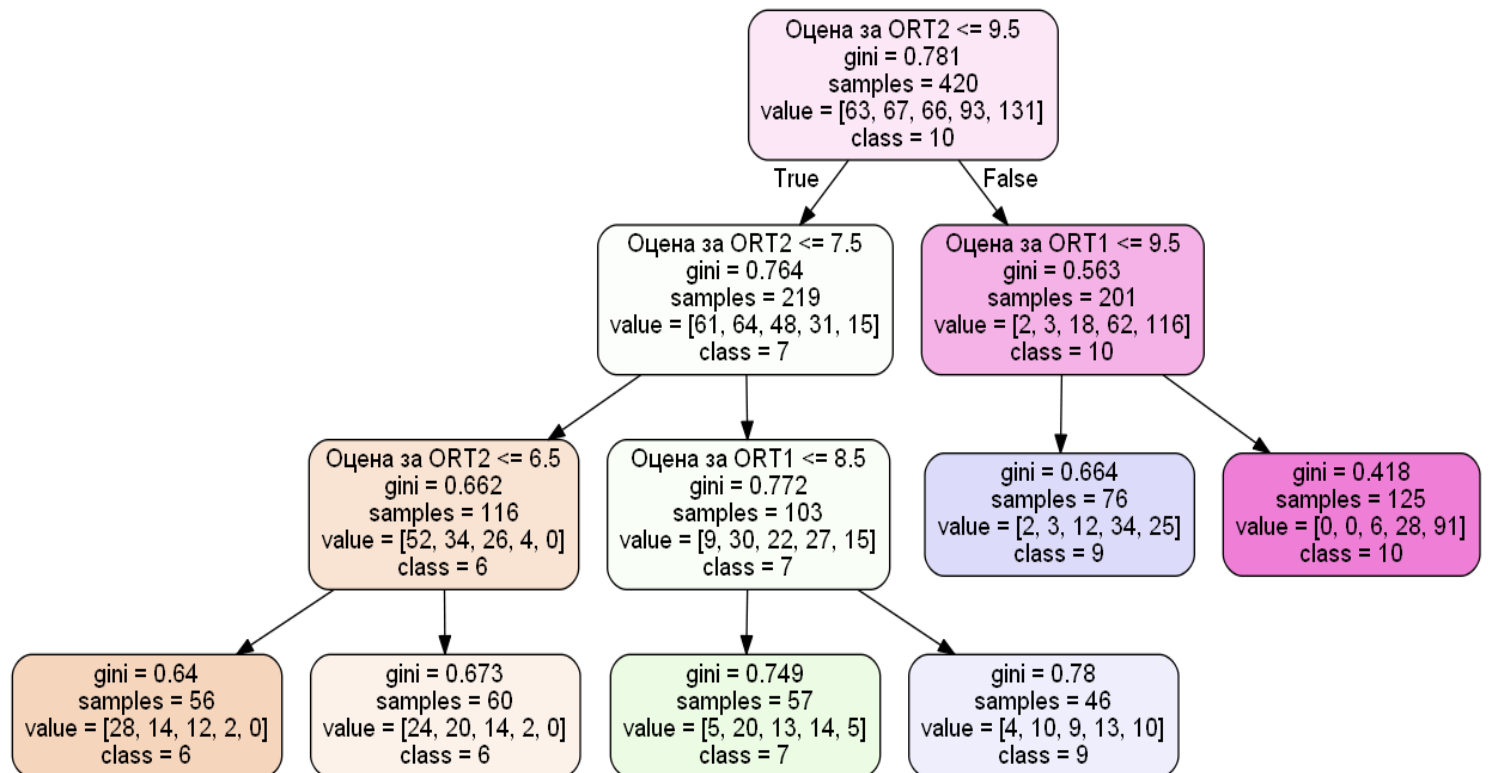 Оцена за ORT2 <= 9.5
gini = 0.781
samples = 420
value = [63, 67, 66, 93, 131]
class = 10
True
False
Оцена за ORT2 <= 7.5
gini = 0.764
samples = 219
value = [61, 64, 48, 31, 15]
class = 7
Оцена за ORT1 <= 9.5
gini = 0.563
samples = 201
value = [2, 3, 18, 62, 116]
class = 10
Оцена за ORT2 <= 6.5
gini = 0.662
samples = 116
value = [52, 34, 26, 4, 0]
class = 6
Оцена за ORT1 <= 8.5
gini = 0.772
samples = 103
value = [9, 30, 22, 27, 15]
class = 7
gini = 0.664
samples = 76
value = [2, 3, 12, 34, 25]
class = 9
gini = 0.418
samples = 125
value = [0, 0, 6, 28, 91]
class = 10
gini = 0.64
samples = 56
value = [28, 14, 12, 2, 0]
class = 6
gini = 0.673
samples = 60
value = [24, 20, 14, 2, 0]
class = 6
gini = 0.749
samples = 57
value = [5, 20, 13, 14, 5]
class = 7
gini = 0.78
samples = 46
value = [4, 10, 9, 13, 10]
class = 9